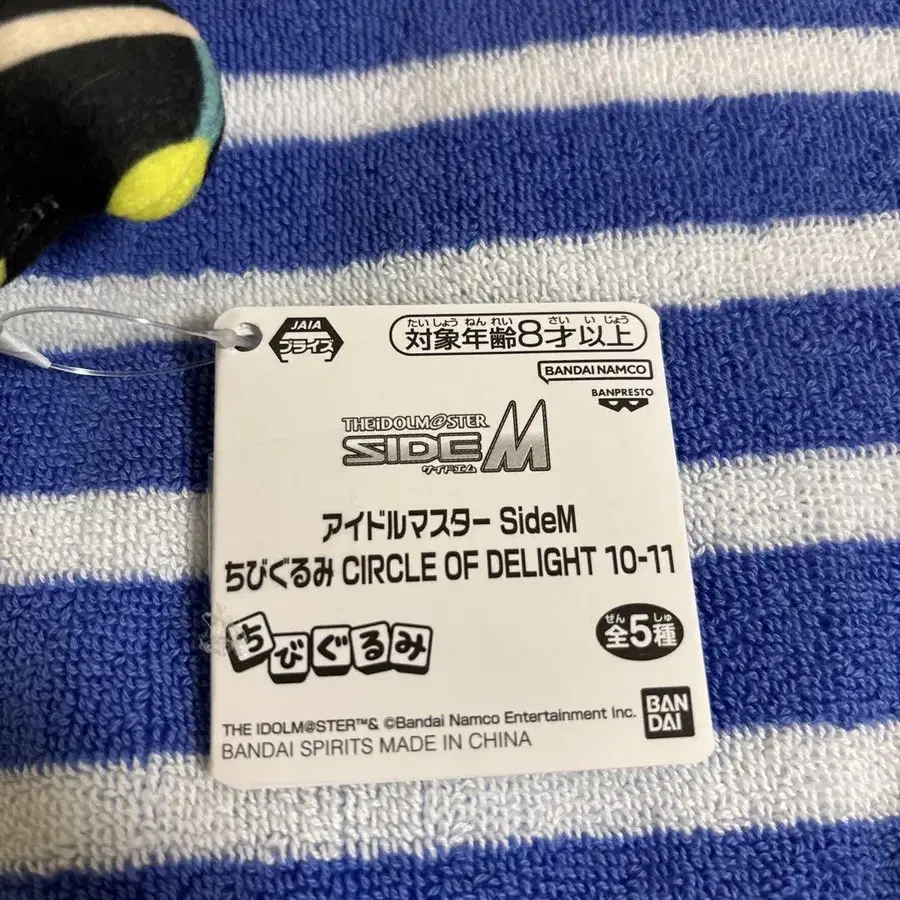 JAIA
プライズ
たいしょうねんれい さい いじょう
対象年齢8才以上
BANDAI NAMCO
BANPRESTO
THE iDOLM@STER
SIDEM
サイドエム
アイドルマスター SideM
ちびぐるみ CIRCLE OF DELIGHT 10-11
ちびぐるみ
ぜん しゅ
全5種
THE IDOLM@STER™& ©Bandai Namco Entertainment Inc.
BANDAI SPIRITS MADE IN CHINA
BAN
DAI